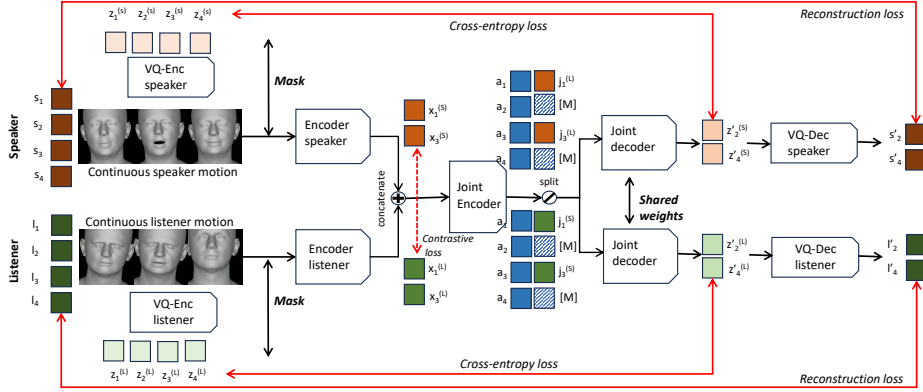 z₁⁽ˢ⁾ z₂⁽ˢ⁾ z₃⁽ˢ⁾ z₄⁽ˢ⁾
Cross-entropy loss
Reconstruction loss
VQ-Enc
speaker
Mask
Speaker
s₁
s₂
s₃
s₄
Continuous speaker motion
Encoder
speaker
x₁⁽ˢ⁾
x₃⁽ˢ⁾
a₁ j₁⁽ᴸ⁾
a₂ [M]
a₃ j₃⁽ᴸ⁾
a₄ [M]
Joint
decoder
z'₂⁽ˢ⁾
z'₄⁽ˢ⁾
VQ-Dec
speaker
s'₂
s'₄
concatenate
Joint
Encoder
split
Shared
weights
Listener
l₁
l₂
l₃
l₄
Continuous listener motion
Encoder
listener
Contrastive
loss
x₁⁽ᴸ⁾
x₃⁽ᴸ⁾
a₁ j₁⁽ˢ⁾
a₂ [M]
a₃ j₃⁽ˢ⁾
a₄ [M]
Joint
decoder
z'₂⁽ᴸ⁾
z'₄⁽ᴸ⁾
VQ-Dec
listener
l'₂
l'₄
VQ-Enc
listener
Mask
z₁⁽ᴸ⁾ z₂⁽ᴸ⁾ z₃⁽ᴸ⁾ z₄⁽ᴸ⁾
Cross-entropy loss
Reconstruction loss